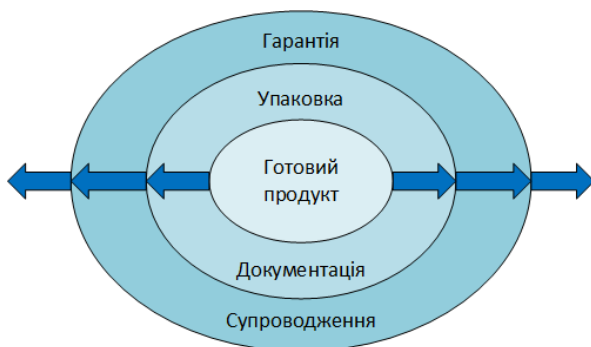 Гарантія
Упаковка
Готовий
продукт
Документація
Супроводження